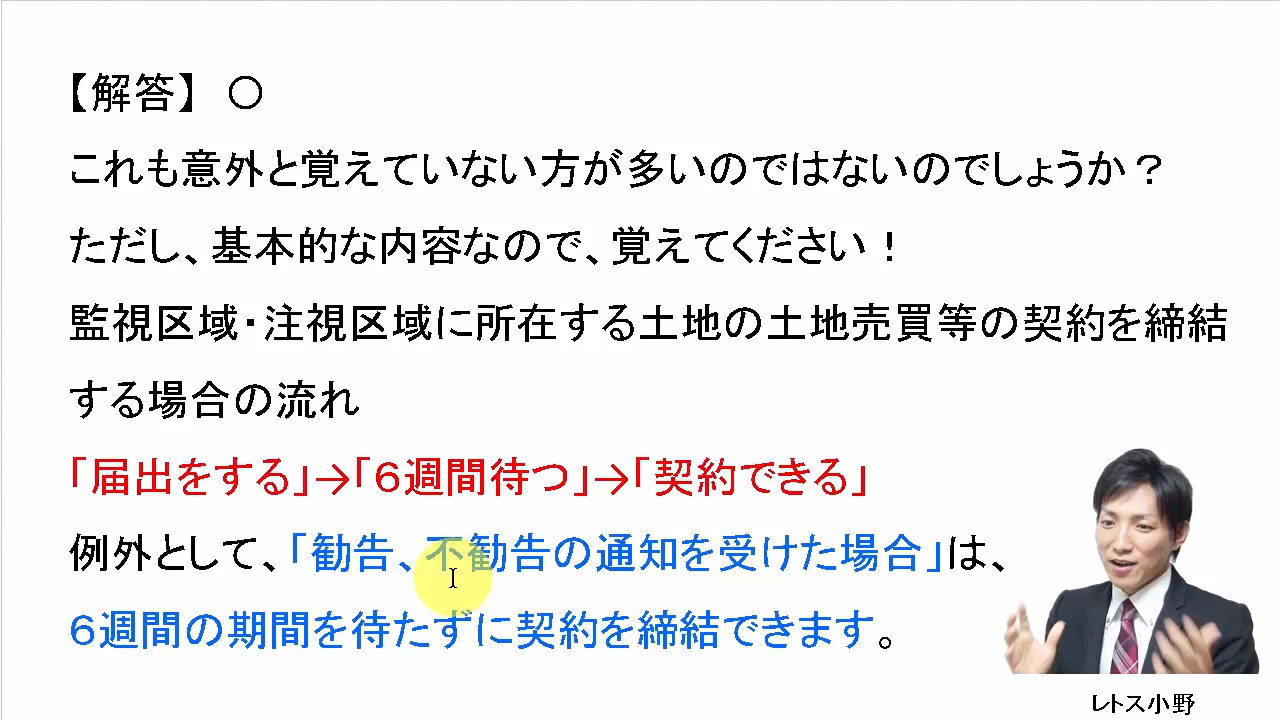 【解答】　○
これも意外と覚えていない方が多いのではないのでしょうか？
ただし、基本的な内容なので、覚えてください！
監視区域・注視区域に所在する土地の土地売買等の契約を締結
する場合の流れ
「届出をする」→「６週間待つ」→「契約できる」
例外として、「勧告、不勧告の通知を受けた場合」は、
６週間の期間を待たずに契約を締結できます。
レトス小野